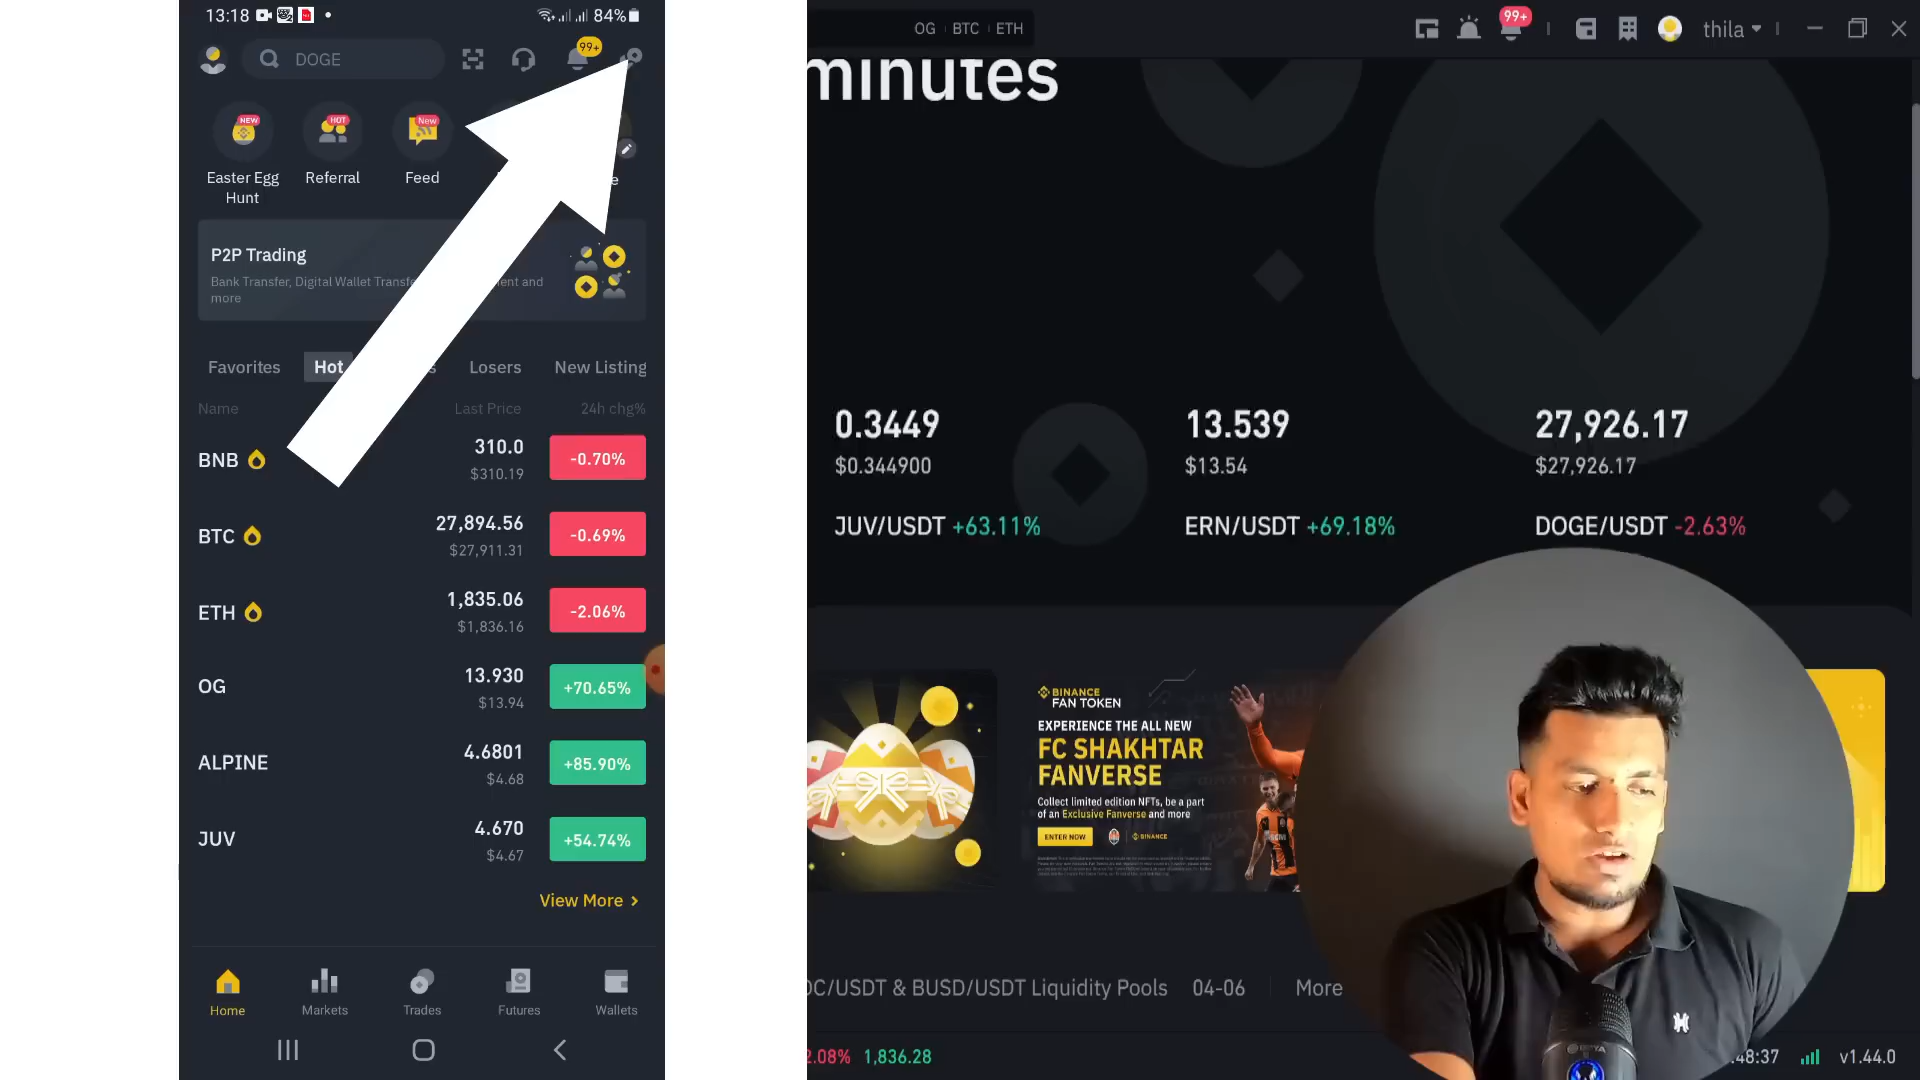 13:18
84%
DOGE
99+
NEW
HOT
New
Easter Egg
Hunt
Referral
Feed
P2P Trading
Bank Transfer, Digital Wallet
more
Favorites
Hot
Losers
New Listing
Name
Last Price
24h chg%
BNB
310.0
$310.19
-0.70%
BTC
27,894.56
$27,911.31
-0.69%
ETH
1,835.06
$1,836.16
-2.06%
OG
13.930
$13.94
+70.65%
ALPINE
4.6801
$4.68
+85.90%
JUV
4.670
$4.67
+54.74%
View More >
Home
Markets
Trades
Futures
Wallets
OG
BTC
ETH
99+
thila
minutes
0.3449
$0.344900
JUV/USDT +63.11%
13.539
$13.54
ERN/USDT +69.18%
27,926.17
$27,926.17
DOGE/USDT -2.63%
BINANCE
FAN TOKEN
EXPERIENCE THE ALL NEW
FC SHAKHTAR
FANVERSE
Collect limited edition NFTs, be a part
of an Exclusive Fanverse and more
ENTER NOW
BINANCE
DC/USDT & BUSD/USDT Liquidity Pools
04-06
More
2.08% 1,836.28
:48:37
v1.44.0